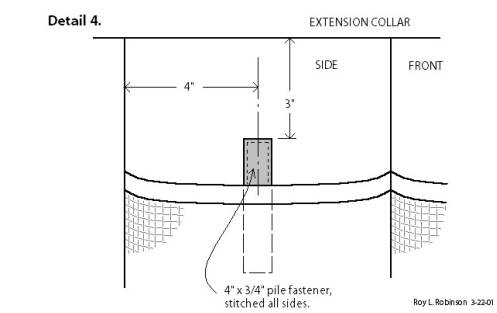 Detail 4.
EXTENSION COLLAR
SIDE
FRONT
4"
3"
4" x 3/4" pile fastener,
stitched all sides.
Roy L. Robinson 3-22-01